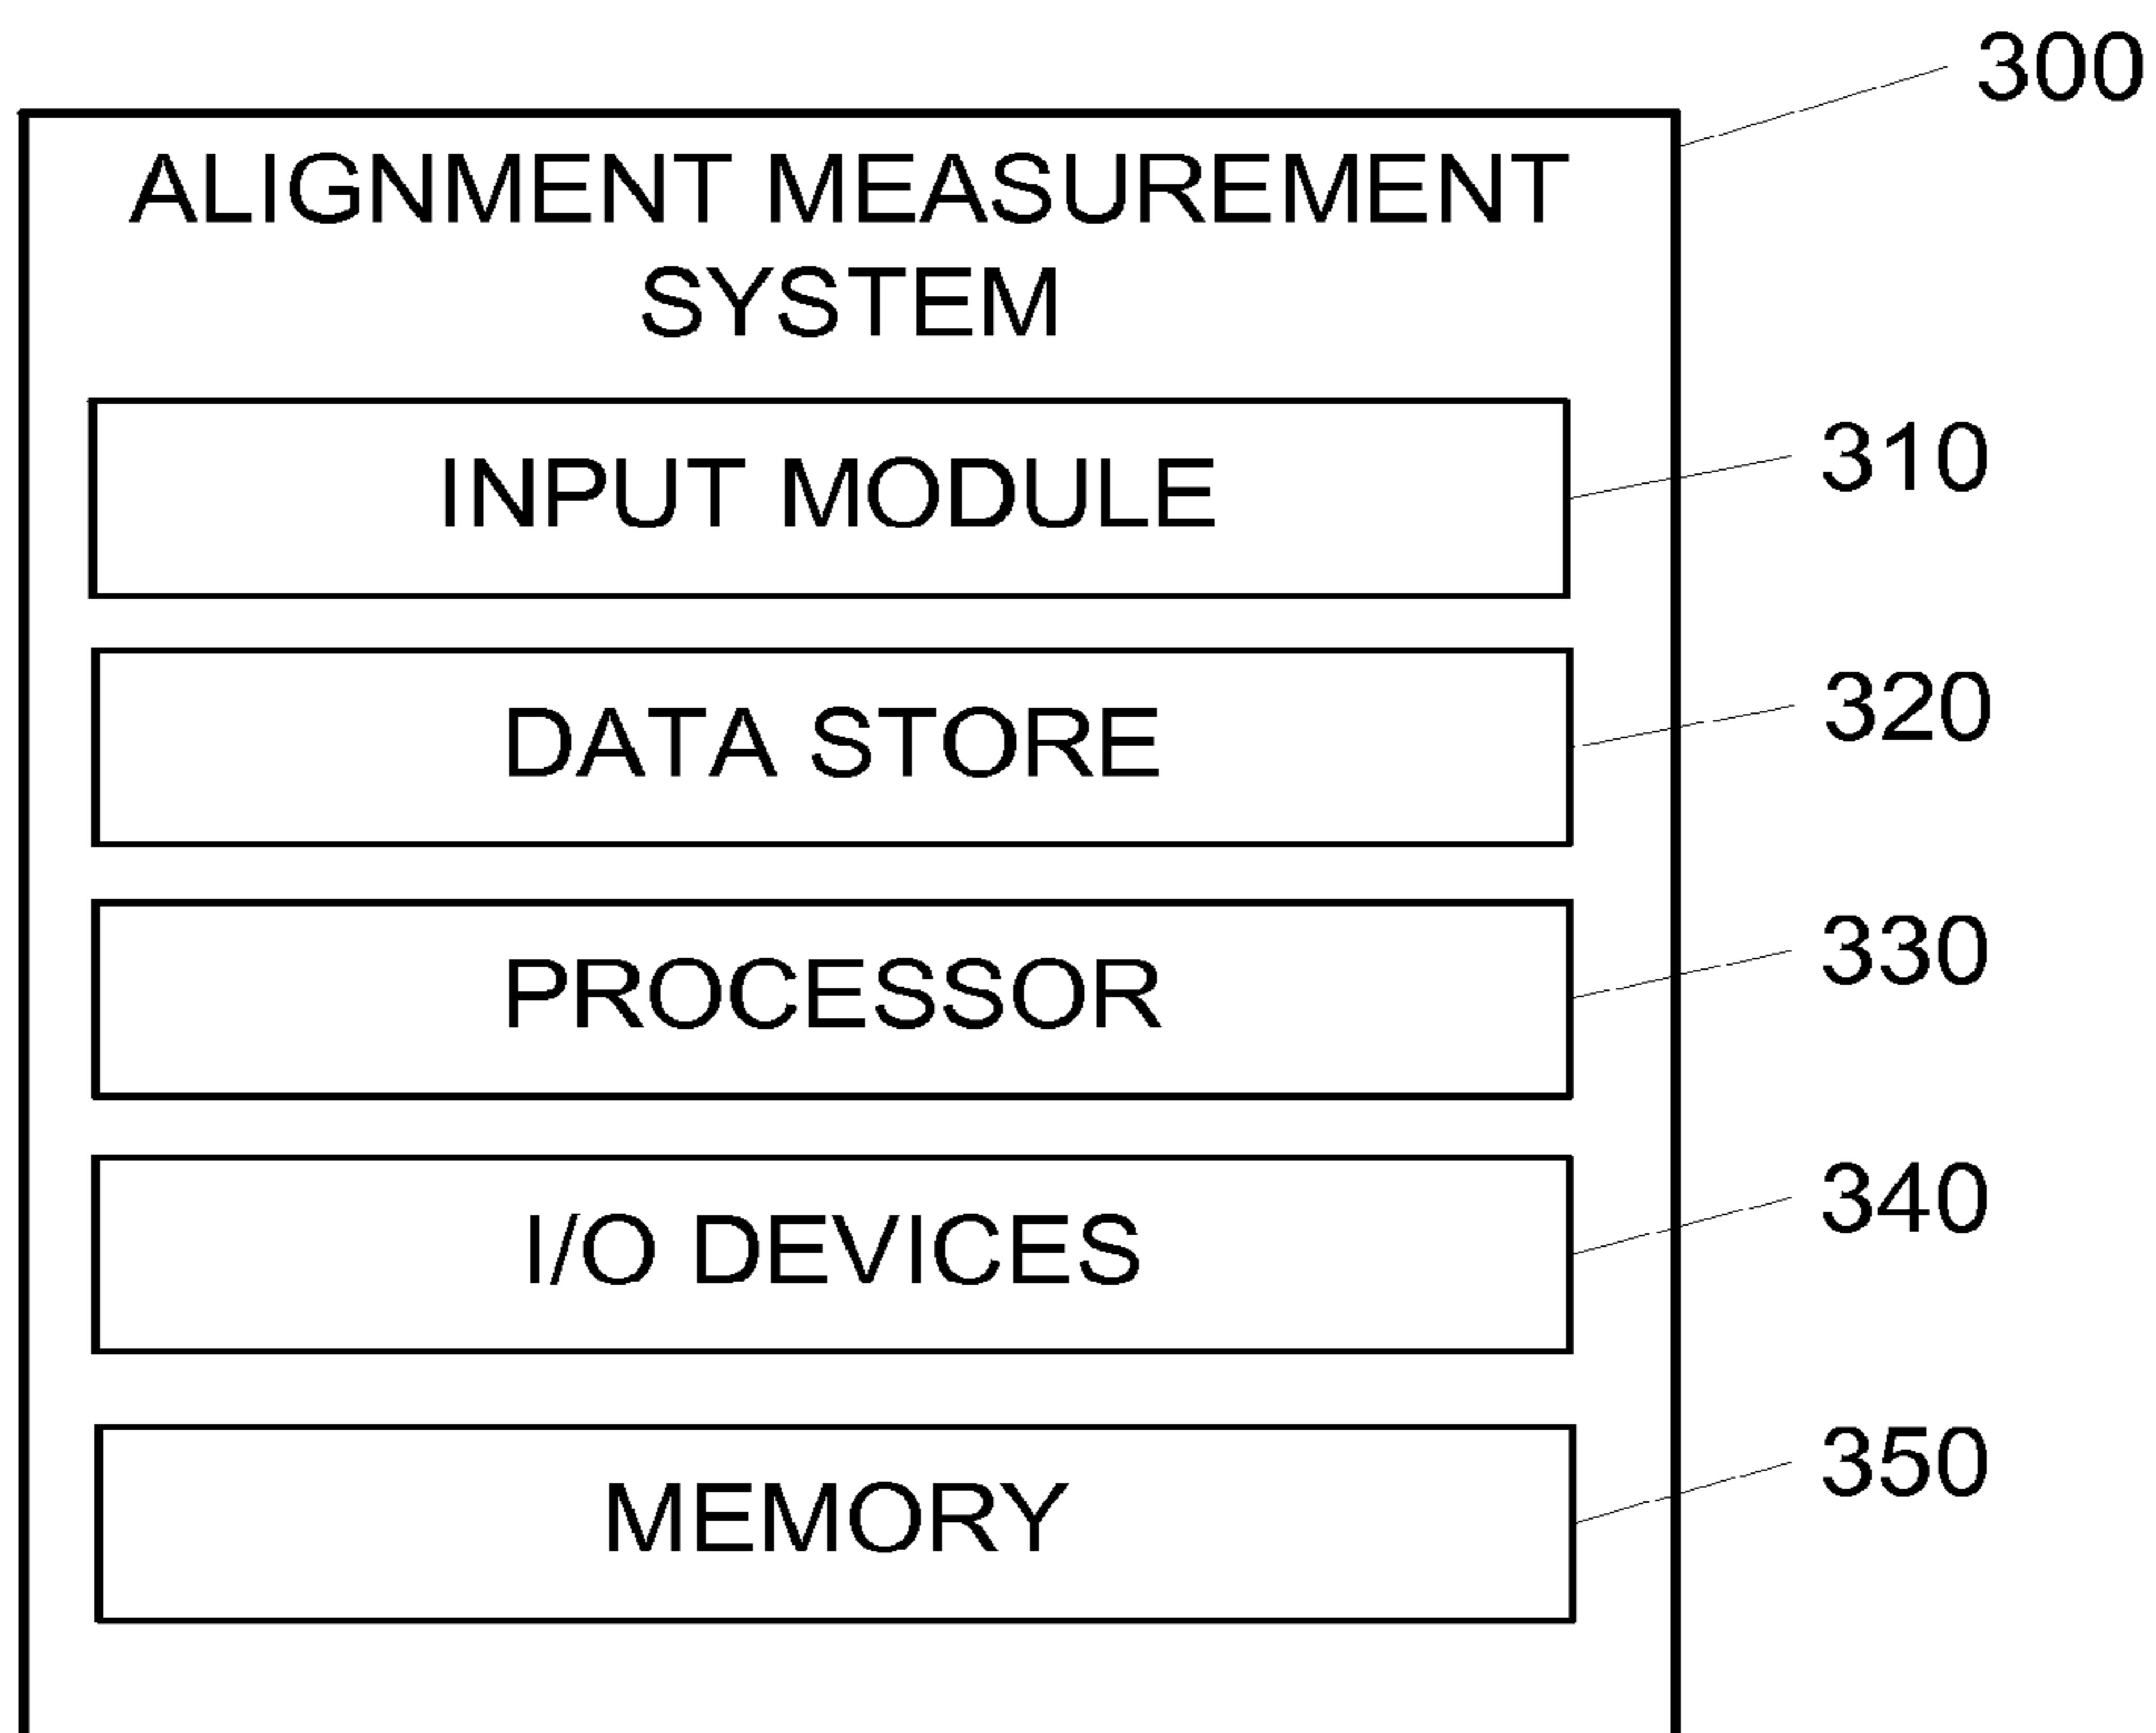 300
ALIGNMENT MEASUREMENT
SYSTEM
INPUT MODULE
310
DATA STORE
320
PROCESSOR
330
I/O DEVICES
340
MEMORY
350